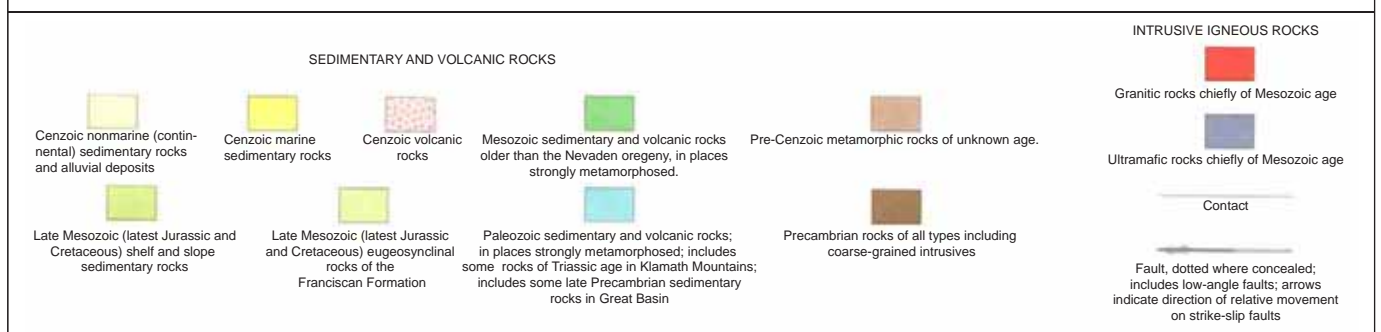 SEDIMENTARY AND VOLCANIC ROCKS
Cenzoic nonmarine (contin-
nental) sedimentary rocks
and alluvial deposits
Cenzoic marine
sedimentary rocks
Cenzoic volcanic
rocks
Mesozoic sedimentary and volcanic rocks
older than the Nevaden oregeny, in places
strongly metamorphosed.
Pre-Cenzoic metamorphic rocks of unknown age.
Late Mesozoic (latest Jurassic and
Cretaceous) shelf and slope
sedimentary rocks
Late Mesozoic (latest Jurassic
and Cretaceous) eugeosynclinal
rocks of the
Franciscan Formation
Paleozoic sedimentary and volcanic rocks;
in places strongly metamorphosed; includes
some rocks of Triassic age in Klamath Mountains;
includes some late Precambrian sedimentary
rocks in Great Basin
Precambrian rocks of all types including
coarse-grained intrusives
INTRUSIVE IGNEOUS ROCKS
Granitic rocks chiefly of Mesozoic age
Ultramafic rocks chiefly of Mesozoic age
Contact
Fault, dotted where concealed;
includes low-angle faults; arrows
indicate direction of relative movement
on strike-slip faults